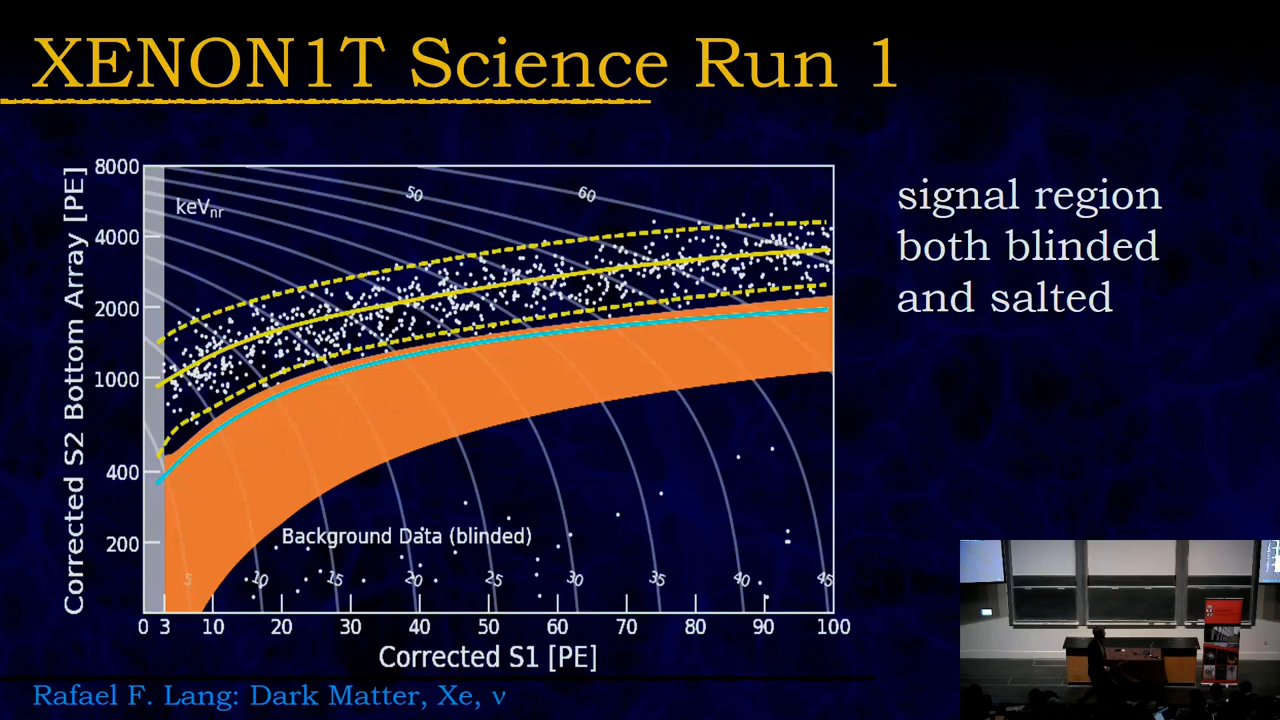 XENON1T Science Run 1
signal region
both blinded
and salted
Corrected S2 Bottom Array [PE]
8000
4000
2000
1000
400
200
keVnr
50
60
Background Data (blinded)
5 10 15 20 25 30 35 40 45
0 3 10 20 30 40 50 60 70 80 90 100
Corrected S1 [PE]
Rafael F. Lang: Dark Matter, Xe, ν